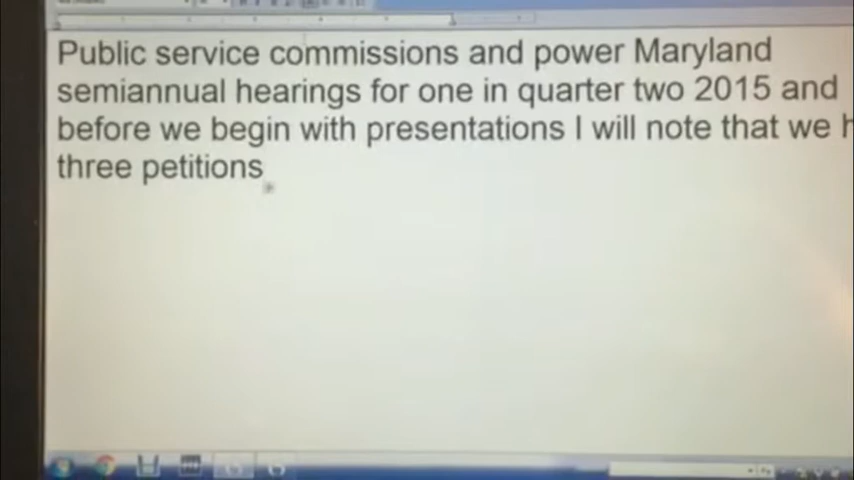 Public service commissions and power Maryland
semiannual hearings for one in quarter two 2015 and
before we begin with presentations I will note that we
three petitions